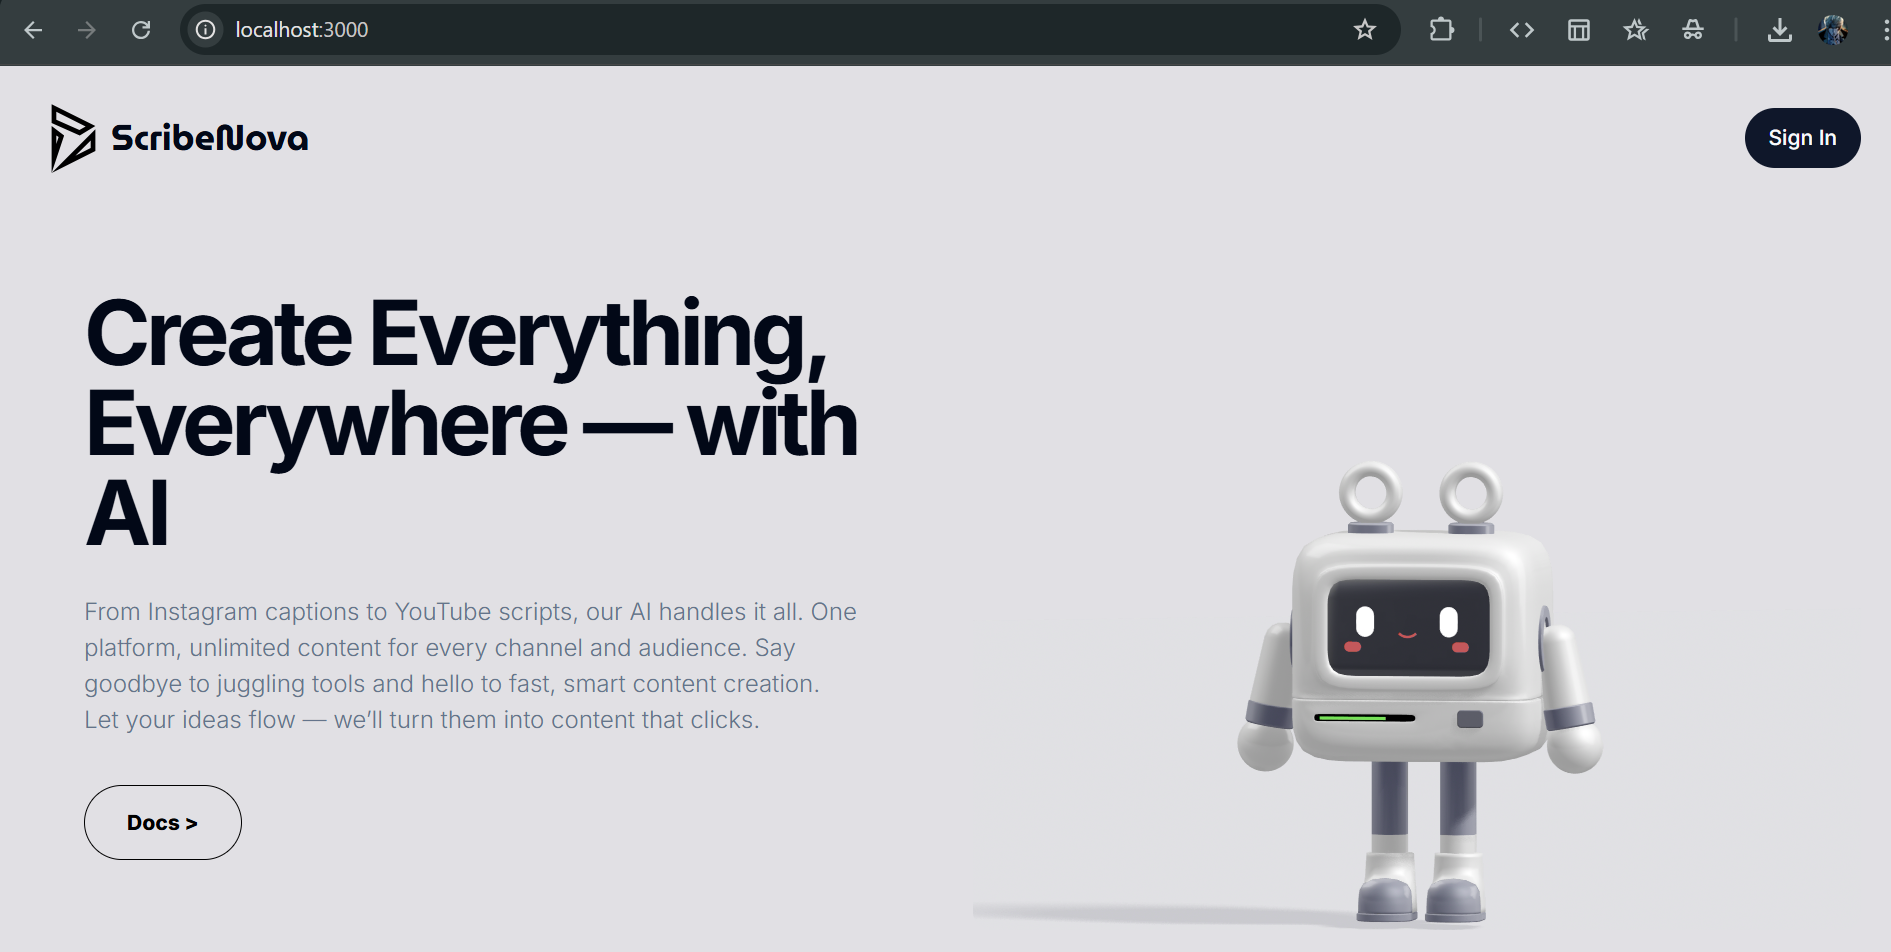 localhost:3000
ScribeNova
Sign In
Create Everything,
Everywhere — with
AI
From Instagram captions to YouTube scripts, our AI handles it all. One
platform, unlimited content for every channel and audience. Say
goodbye to juggling tools and hello to fast, smart content creation.
Let your ideas flow — we’ll turn them into content that clicks.
Docs >